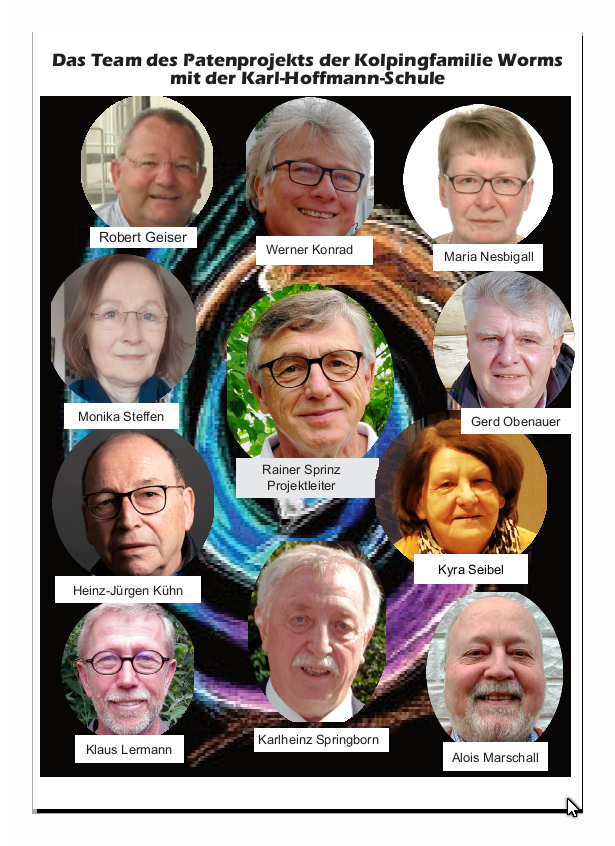 Das Team des Patenprojekts der Kolpingfamilie Worms
mit der Karl-Hoffmann-Schule
Robert Geiser
Werner Konrad
Maria Nesbigall
Monika Steffen
Rainer Sprinz
Projektleiter
Gerd Obenauer
Heinz-Jürgen Kühn
Kyra Seibel
Klaus Lermann
Karlheinz Springborn
Alois Marschall